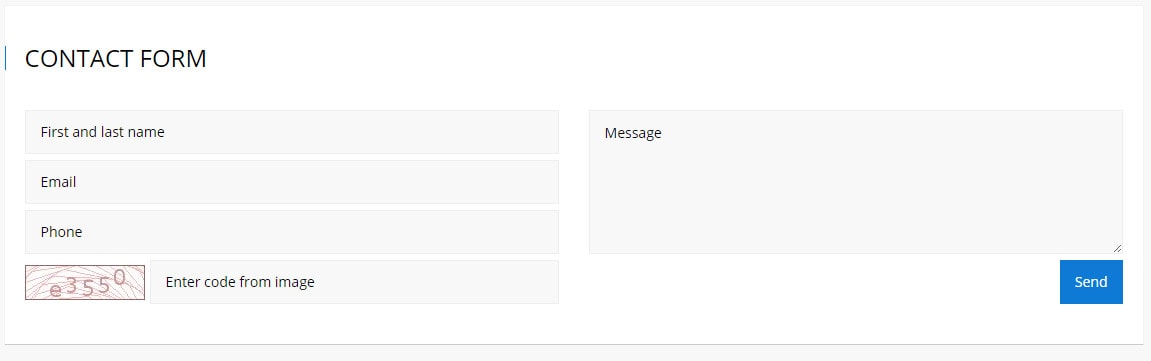 CONTACT FORM
First and last name
Email
Phone
e3550
Enter code from image
Message
Send